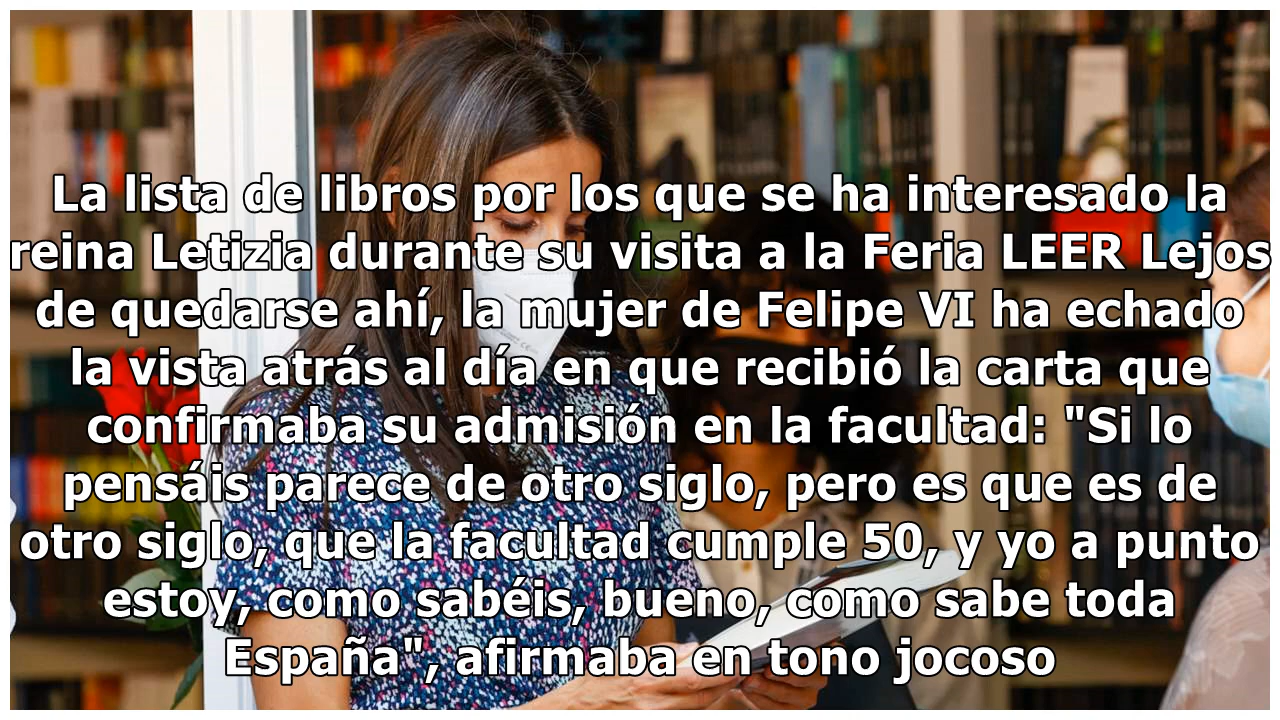 La lista de libros por los que se ha interesado la
reina Letizia durante su visita a la Feria LEER Lejos
de quedarse ahí, la mujer de Felipe VI ha echado
la vista atrás al día en que recibió la carta que
confirmaba su admisión en la facultad: "Si lo
pensáis parece de otro siglo, pero es que es de
otro siglo, que la facultad cumple 50, y yo a punto
estoy, como sabéis, bueno, como sabe toda
España", afirmaba en tono jocoso